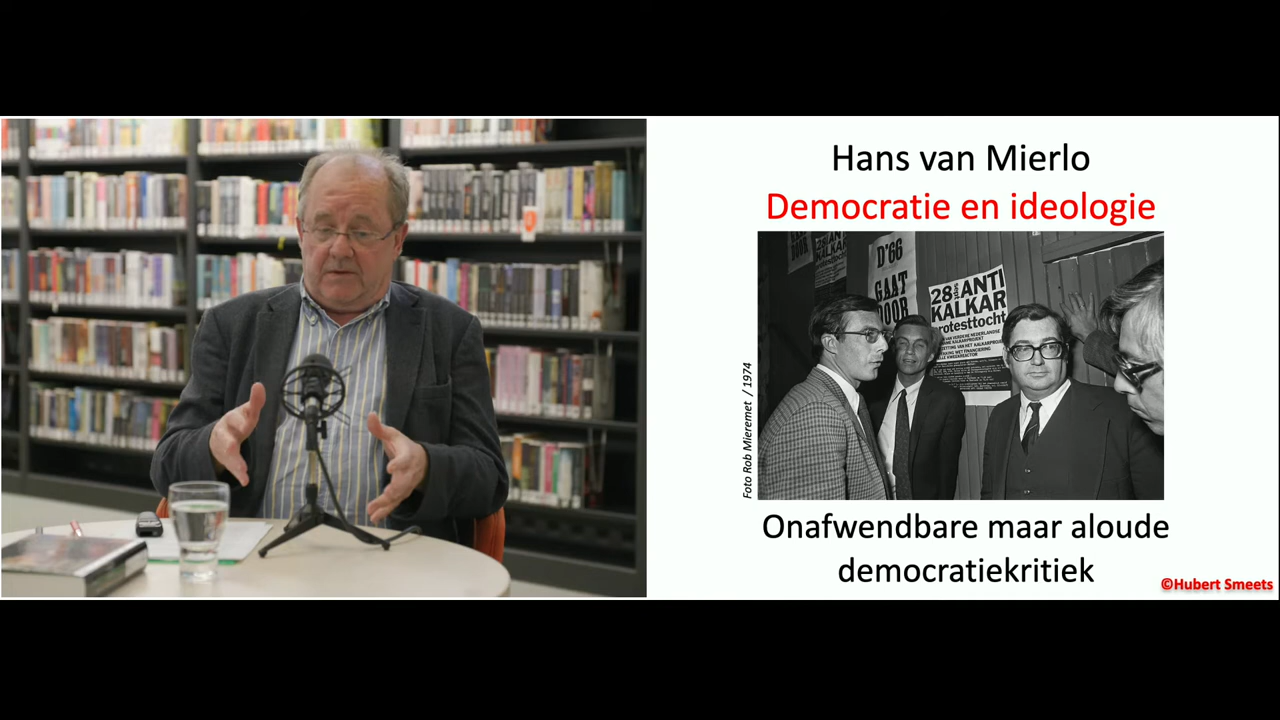 Hans van Mierlo
Democratie en ideologie
D'66
GAAT
DOOR
28 ANTI
KALKAR
protesttocht
Foto Rob Mieremet / 1974
Onafwendbare maar aloude
democratiekritiek
©Hubert Smeets